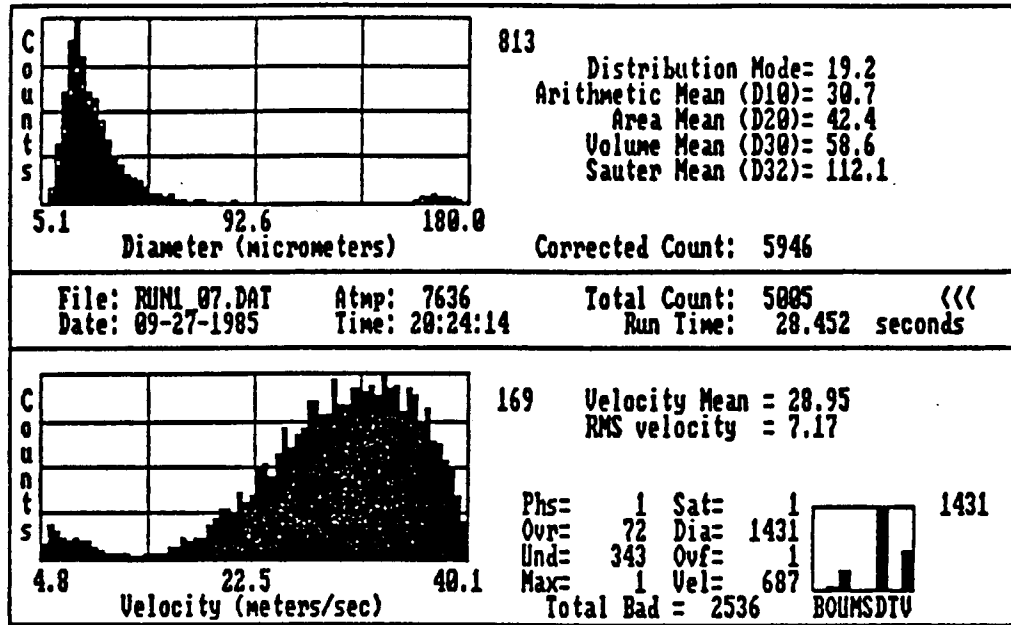 Counts
813
Distribution Mode= 19.2
Arithmetic Mean (D10)= 30.7
Area Mean (D20)= 42.4
Volume Mean (D30)= 58.6
Sauter Mean (D32)= 112.1
5.1 92.6 180.0
Diameter (micrometers)
Corrected Count: 5946
File: RUN1_07.DAT Atmp: 7636 Total Count: 5005 <<<
Date: 09-27-1985 Time: 20:24:14 Run Time: 28.452 seconds
Counts
169
Velocity Mean = 28.95
RMS velocity = 7.17
4.8 22.5 40.1
Velocity (meters/sec)
Phs= 1 Sat= 1 1431
Ovr= 72 Dia= 1431
Und= 343 Ovf= 1
Max= 1 Vel= 687
Total Bad = 2536 BOUMSDTV